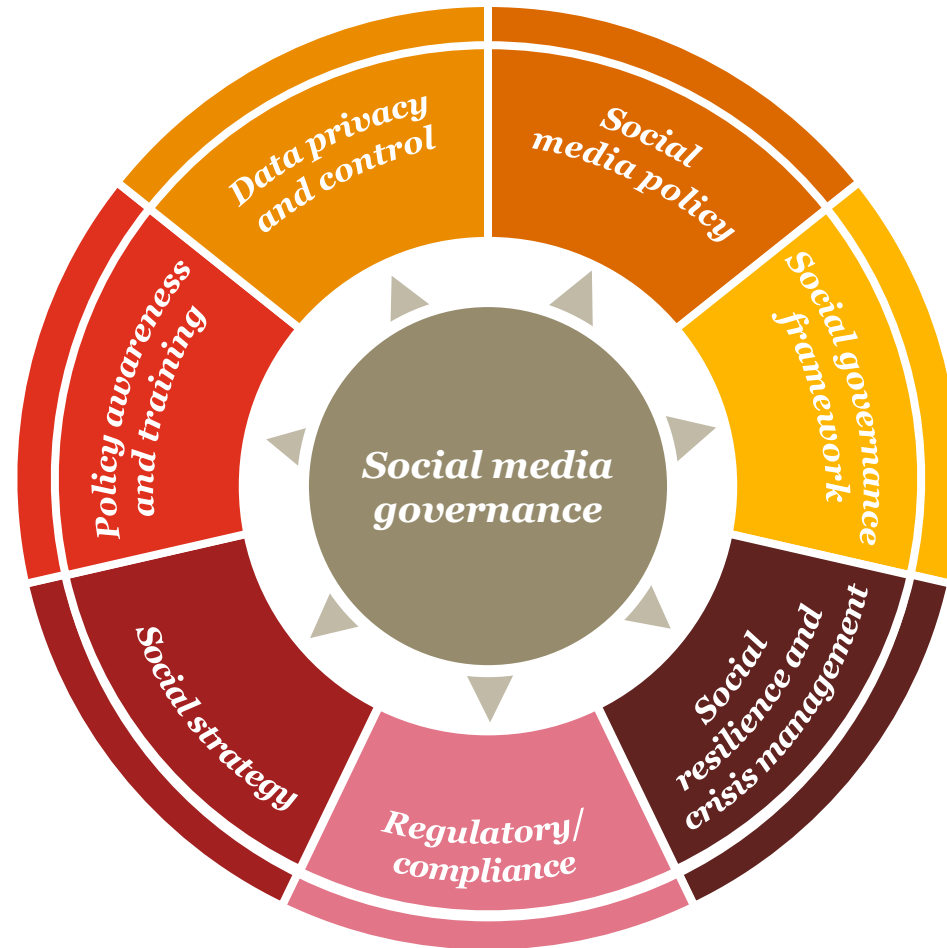 Social media
governance
Social
media policy
Social governance
framework
Social
resilience and
crisis management
Regulatory/
compliance
Social strategy
Policy awareness
and training
Data privacy
and control